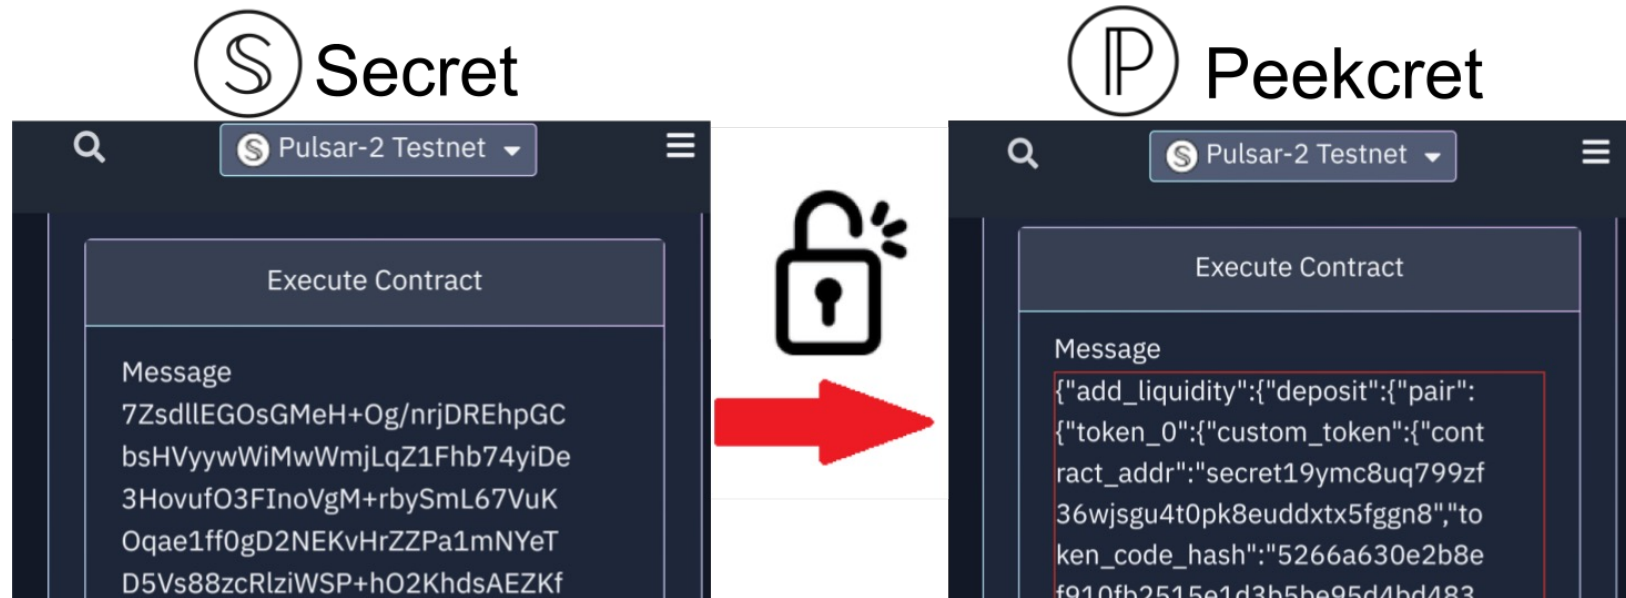 Secret
Pulsar-2 Testnet
Execute Contract
Message
7ZsdllEGOsGMeH+Og/nrjDREhpGC
bsHVyywWiMwWmjLqZ1Fhb74yiDe
3HovufO3FInoVgM+rbySmL67VuK
Oqae1ff0gD2NEKvHrZZPa1mNYeT
D5Vs88zcRlziWSP+hO2KhdsAEZKf
Peekcret
Pulsar-2 Testnet
Execute Contract
Message
{"add_liquidity":{"deposit":{"pair":
{"token_0":{"custom_token":{"cont
ract_addr":"secret19ymc8uq799zf
36wjsgu4t0pk8euddxtx5fggn8","to
ken_code_hash":"5266a630e2b8e
f910fb2515e1d3b5be95d4bd483